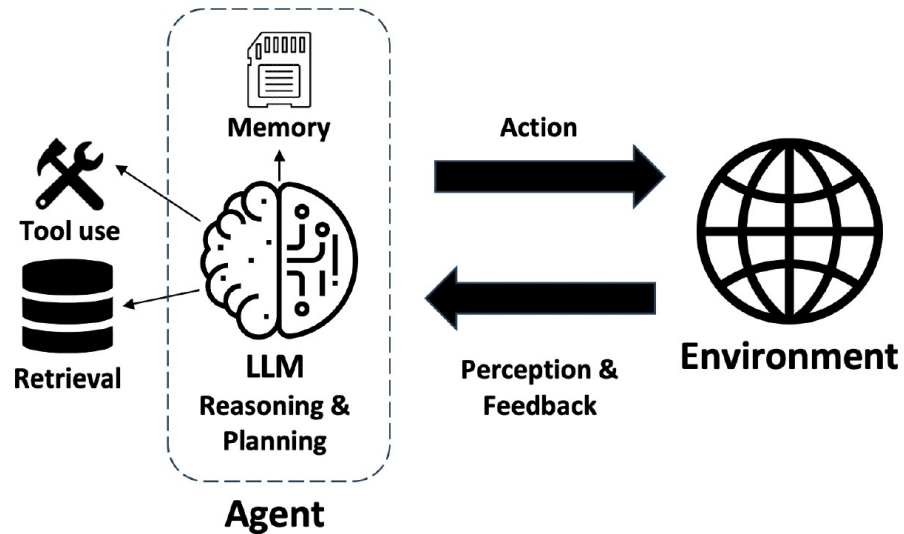 Memory
Action
Tool use
Retrieval
LLM
Reasoning &
Planning
Perception &
Feedback
Environment
Agent